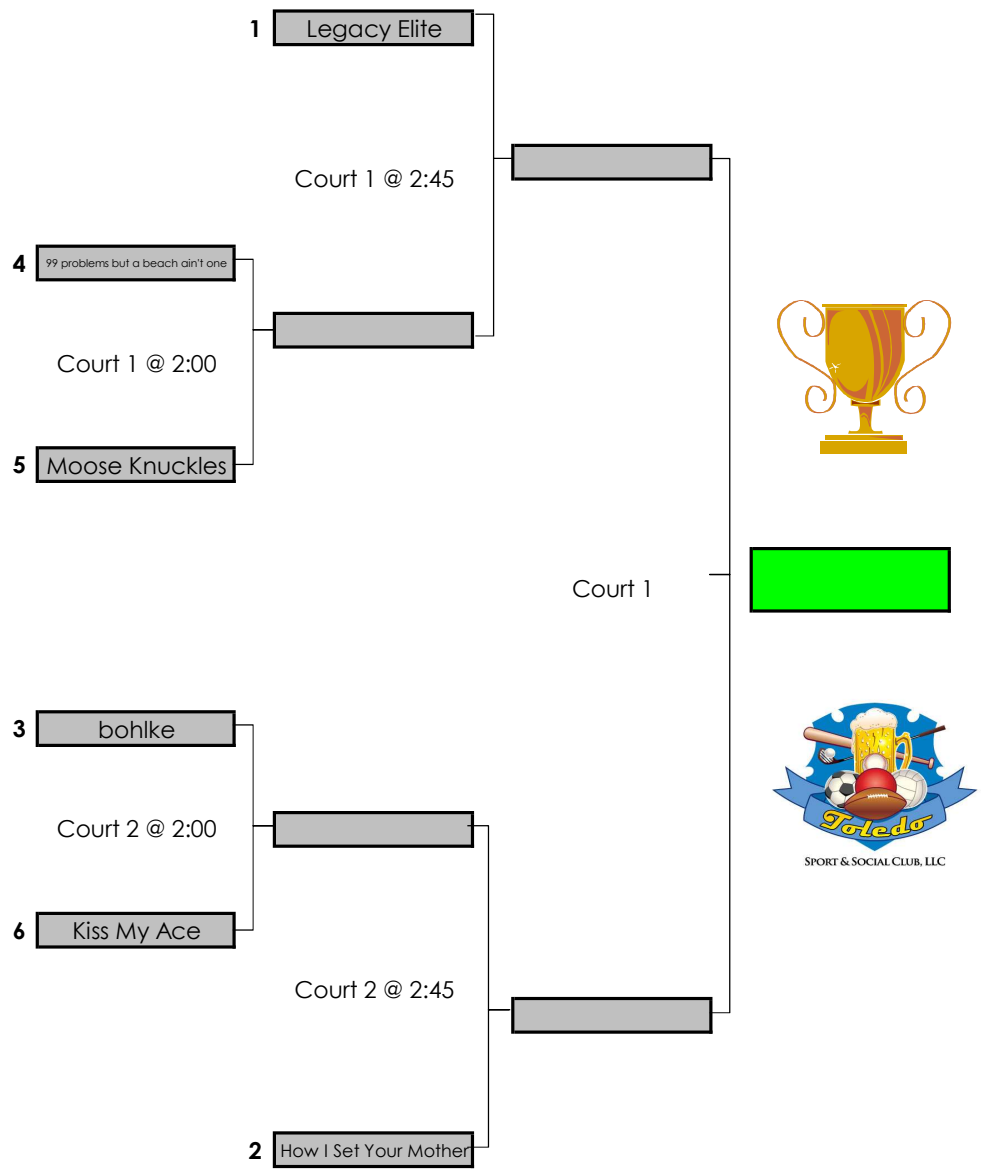 1 Legacy Elite
Court 1 @ 2:45
4 99 problems but a beach ain't one
Court 1 @ 2:00
5 Moose Knuckles
Court 1
3 bohlke
Court 2 @ 2:00
6 Kiss My Ace
Court 2 @ 2:45
2 How I Set Your Mother
Toledo
SPORT & SOCIAL CLUB, LLC